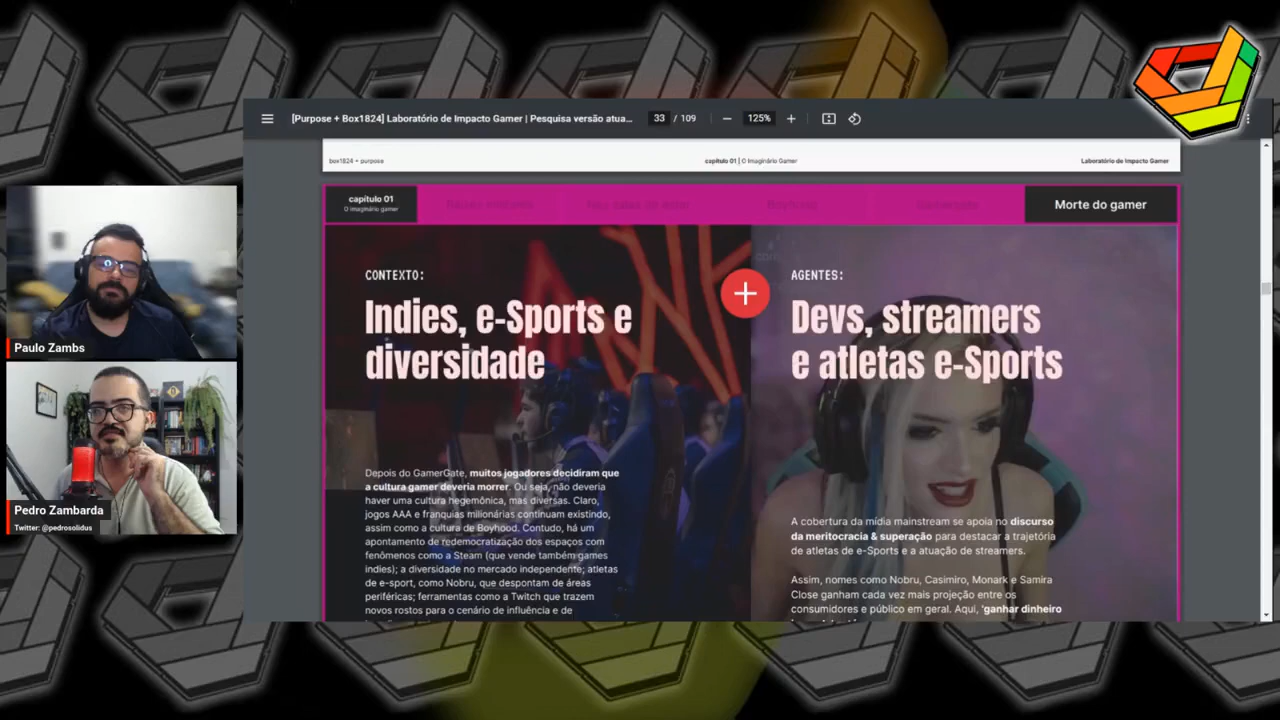 [Purpose + Box1824] Laboratório de Impacto Gamer | Pesquisa versão atua...
33 / 109
125%
box1824 + purpose
capítulo 01 | O Imaginário Gamer
Laboratório de Impacto Gamer
capítulo 01
O imaginário gamer
Boyhood
Morte do gamer
CONTEXTO:
Indies, e-Sports e
diversidade
Depois do GamerGate, muitos jogadores decidiram que
a cultura gamer deveria morrer. Ou seja, não deveria
haver uma cultura hegemônica, mas diversas. Claro,
jogos AAA e franquias milionárias continuam existindo,
assim como a cultura de Boyhood. Contudo, há um
apontamento de redemocratização dos espaços com
fenômenos como a Steam (que vende também games
indies); a diversidade no mercado independente; atletas
de e-sport, como Nobru, que despontam de áreas
periféricas; ferramentas como a Twitch que trazem
novos rostos para o cenário de influência e de
AGENTES:
Devs, streamers
e atletas e-Sports
A cobertura da mídia mainstream se apoia no discurso
da meritocracia & superação para destacar a trajetória
de atletas de e-Sports e a atuação de streamers.
Assim, nomes como Nobru, Casimiro, Monark e Samira
Close ganham cada vez mais projeção entre os
consumidores e público em geral. Aqui, 'ganhar dinheiro
Paulo Zambs
Pedro Zambarda
Twitter: @pedrosolidus